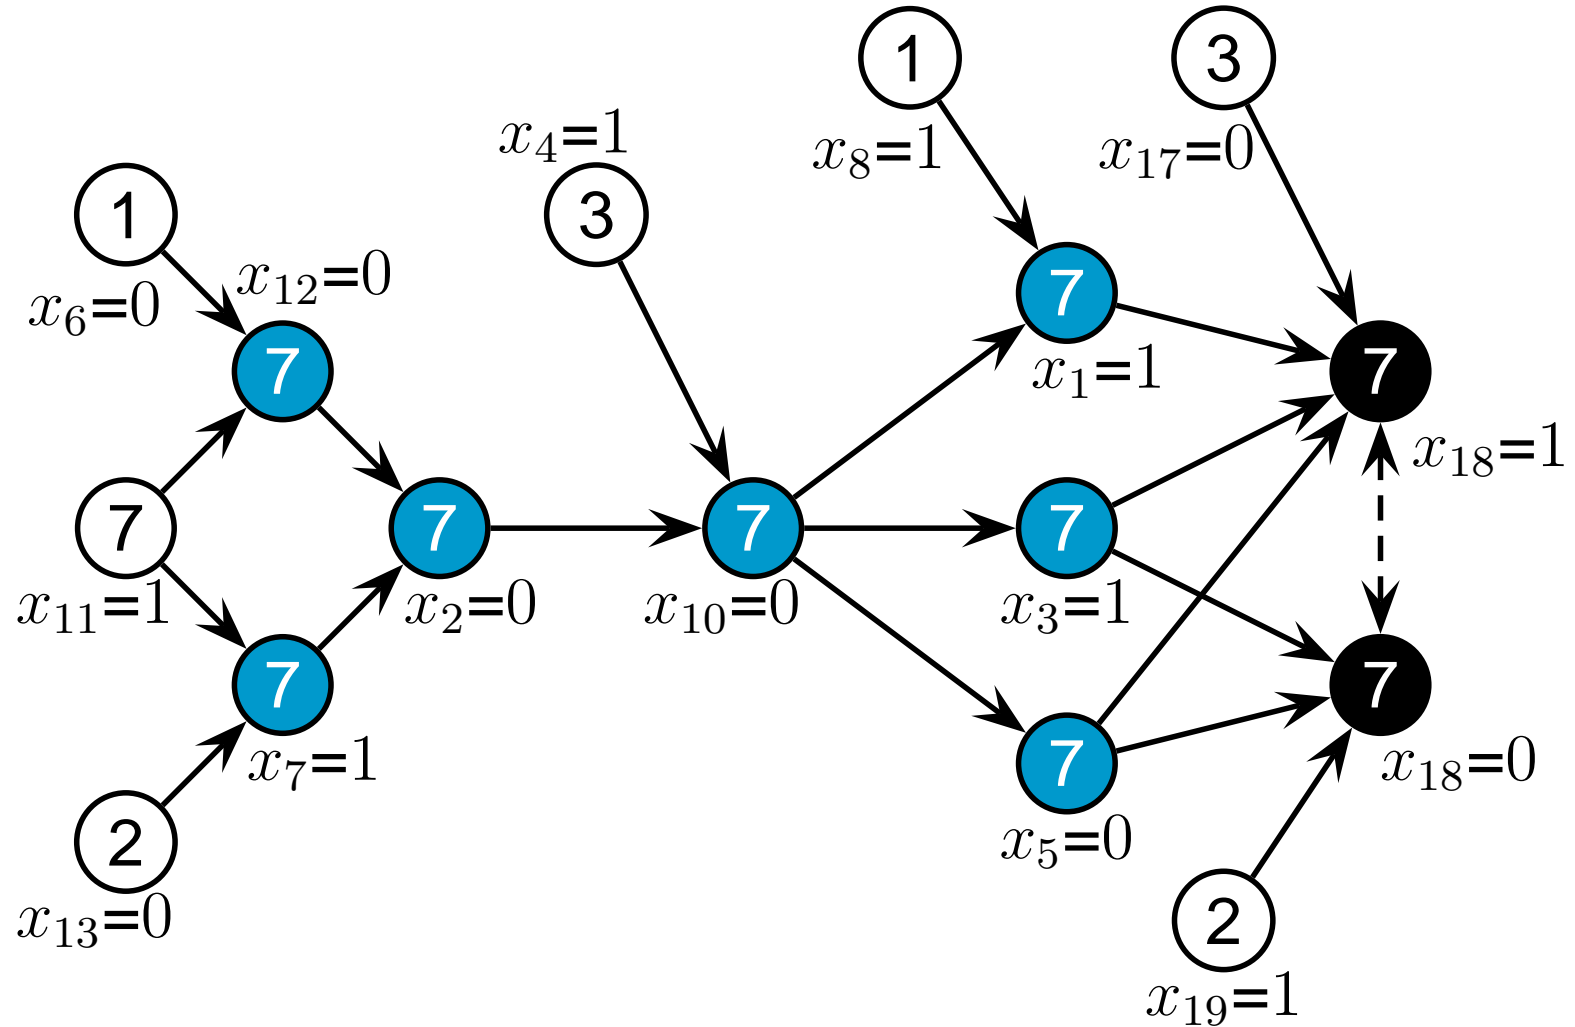 1
3
x₄=1
x₈=1
x₁₇=0
1
3
x₁₂=0
x₆=0
7
x₁=1
7
7
x₁₈=1
7
7
7
7
x₁₁=1
x₂=0
x₁₀=0
x₃=1
7
7
x₇=1
7
x₁₈=0
2
x₅=0
x₁₃=0
2
x₁₉=1